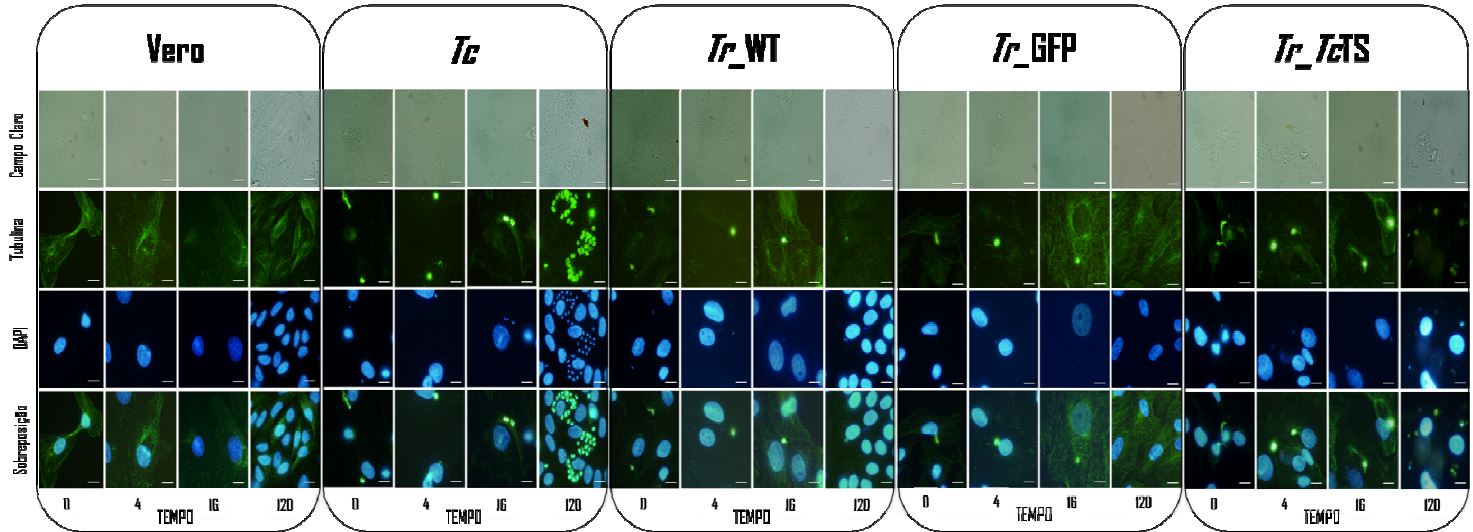 Vero
Tc
Tr_WT
Tr_GFP
Tr_TcTS
Campo Claro
Tubulina
DAPI
Sobreposição
0 4 16 120
TEMPO
0 4 16 120
TEMPO
0 4 16 120
TEMPO
0 4 16 120
TEMPO
0 4 16 120
TEMPO